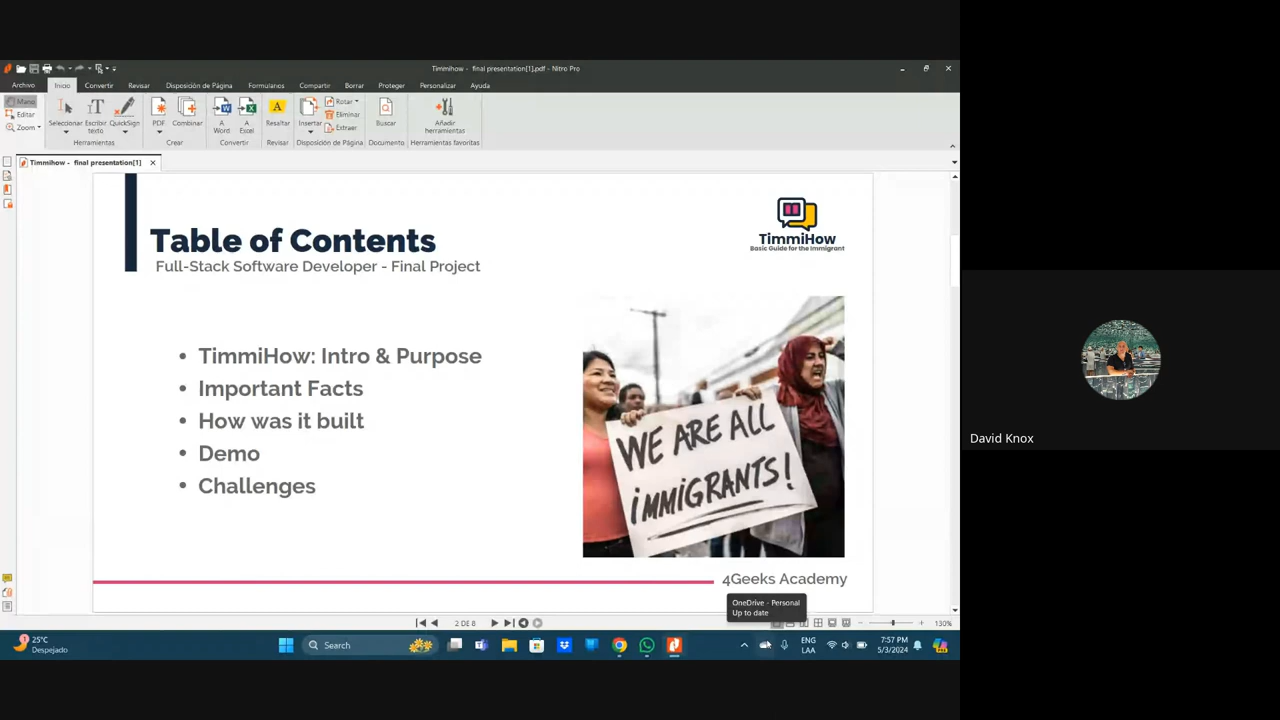 Timmihow - final presentation[1].pdf - Nitro Pro
Archivo Inicio Convertir Revisar Disposición de Página Formularios Compartir Borrar Proteger Personalizar Ayuda
Mano
Editar
Zoom
Seleccionar
Escribir texto
QuickSign
Herramientas
PDF
Combinar
Crear
A Word
A Excel
Convertir
Resaltar
Revisar
Insertar
Rotar
Eliminar
Extraer
Disposición de Página
Buscar
Documento
Añadir herramientas
Herramientas favoritas
Timmihow - final presentation[1]
Table of Contents
Full-Stack Software Developer - Final Project
TimmiHow
Basic Guide for the Immigrant
• TimmiHow: Intro & Purpose
• Important Facts
• How was it built
• Demo
• Challenges
WE ARE ALL
iMMiGRANTS!
4Geeks Academy
OneDrive - Personal
Up to date
2 DE 8
130%
25°C
Despejado
Search
ENG
LAA
7:57 PM
5/3/2024
David Knox